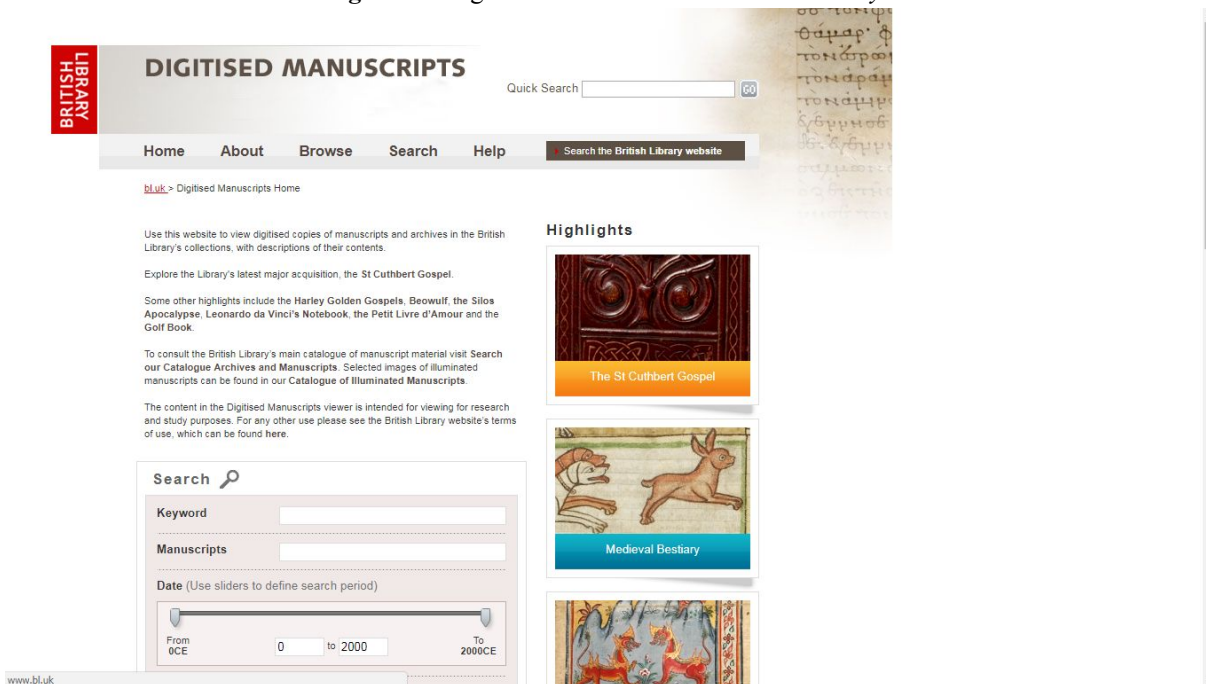 BRITISH
LIBRARY
DIGITISED MANUSCRIPTS
Quick Search
GO
Home About Browse Search Help
Search the British Library website
bl.uk > Digitised Manuscripts Home
Use this website to view digitised copies of manuscripts and archives in the British
Library's collections, with descriptions of their contents.
Explore the Library's latest major acquisition, the St Cuthbert Gospel.
Some other highlights include the Harley Golden Gospels, Beowulf, the Silos
Apocalypse, Leonardo da Vinci's Notebook, the Petit Livre d'Amour and the
Golf Book.
To consult the British Library's main catalogue of manuscript material visit Search
our Catalogue Archives and Manuscripts. Selected images of illuminated
manuscripts can be found in our Catalogue of Illuminated Manuscripts.
The content in the Digitised Manuscripts viewer is intended for viewing for research
and study purposes. For any other use please see the British Library website's terms
of use, which can be found here.
Search
Keyword
Manuscripts
Date (Use sliders to define search period)
From
0CE
0 to 2000
To
2000CE
Highlights
The St Cuthbert Gospel
Medieval Bestiary
www.bl.uk